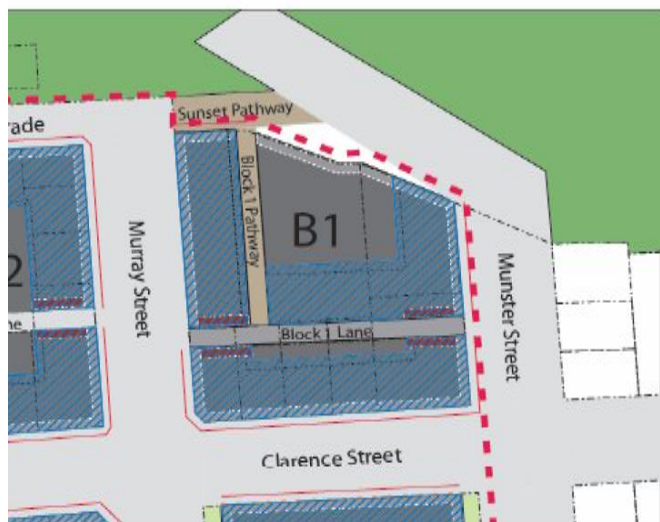 Sunset Pathway
rade
Block 1 Pathway
B1
Murray Street
Munster Street
2
ne
Block 1 Lane
Clarence Street